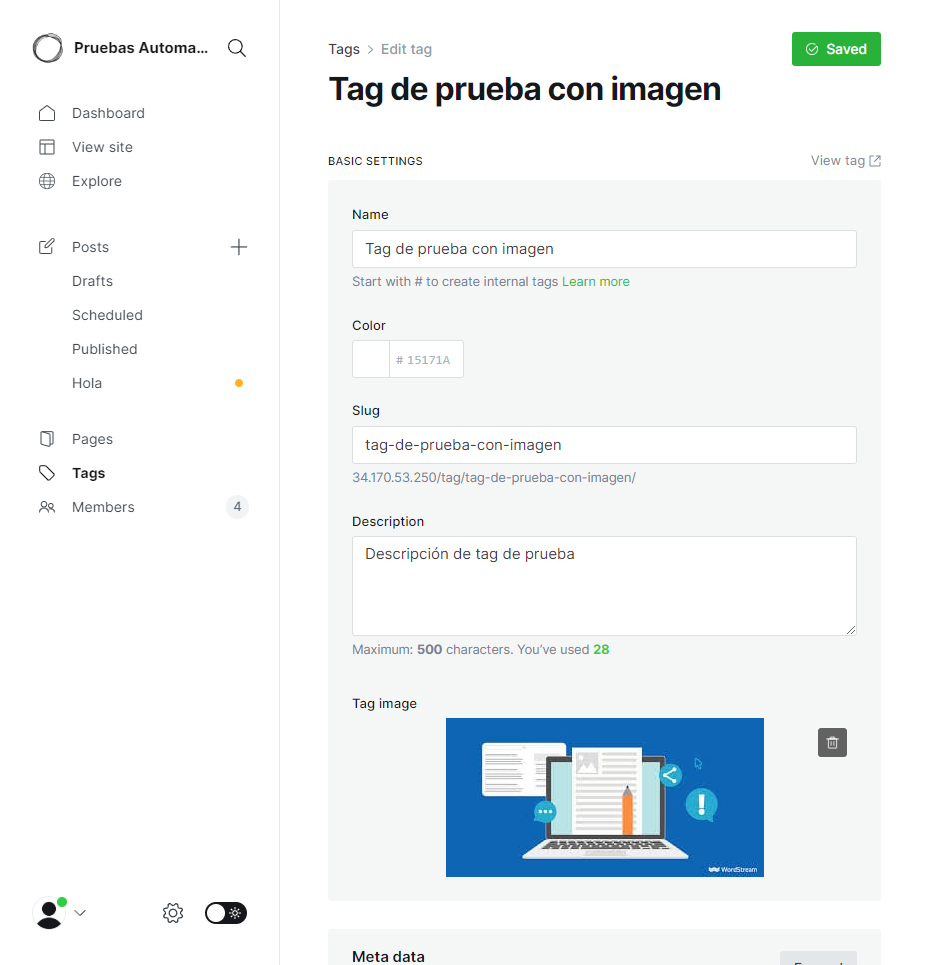 Pruebas Automa...
Dashboard
View site
Explore
Posts
Drafts
Scheduled
Published
Hola
Pages
Tags
Members 4
Tags > Edit tag
Saved
Tag de prueba con imagen
BASIC SETTINGS
View tag
Name
Tag de prueba con imagen
Start with # to create internal tags Learn more
Color
# 15171A
Slug
tag-de-prueba-con-imagen
34.170.53.250/tag/tag-de-prueba-con-imagen/
Description
Descripción de tag de prueba
Maximum: 500 characters. You’ve used 28
Tag image
WordStream
Meta data